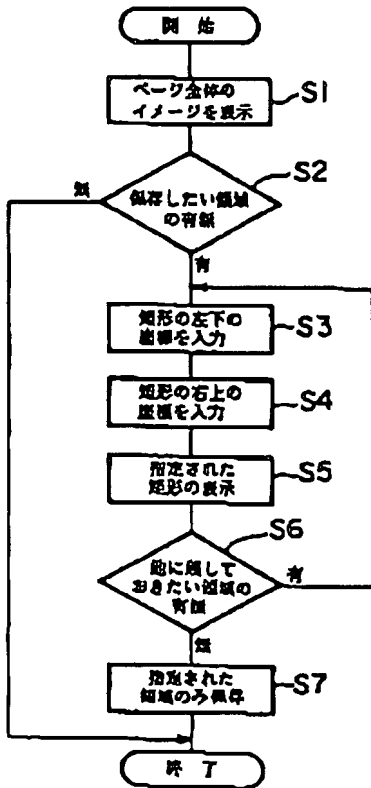 開始
ページ全体の
イメージを表示
S1
S2
保存したい領域
の有無
無
有
矩形の左下の
座標を入力
S3
矩形の右上の
座標を入力
S4
指定された
矩形の表示
S5
S6
他に残して
おきたい領域の
有無
有
無
指定された
領域のみ保存
S7
終了